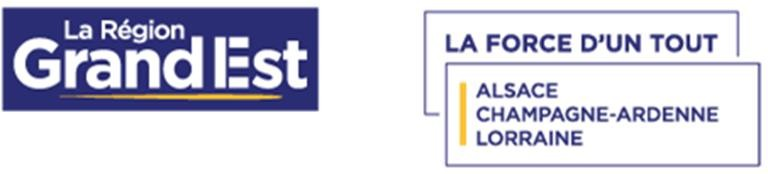 La Région
Grand Est
LA FORCE D'UN TOUT
ALSACE
CHAMPAGNE-ARDENNE
LORRAINE